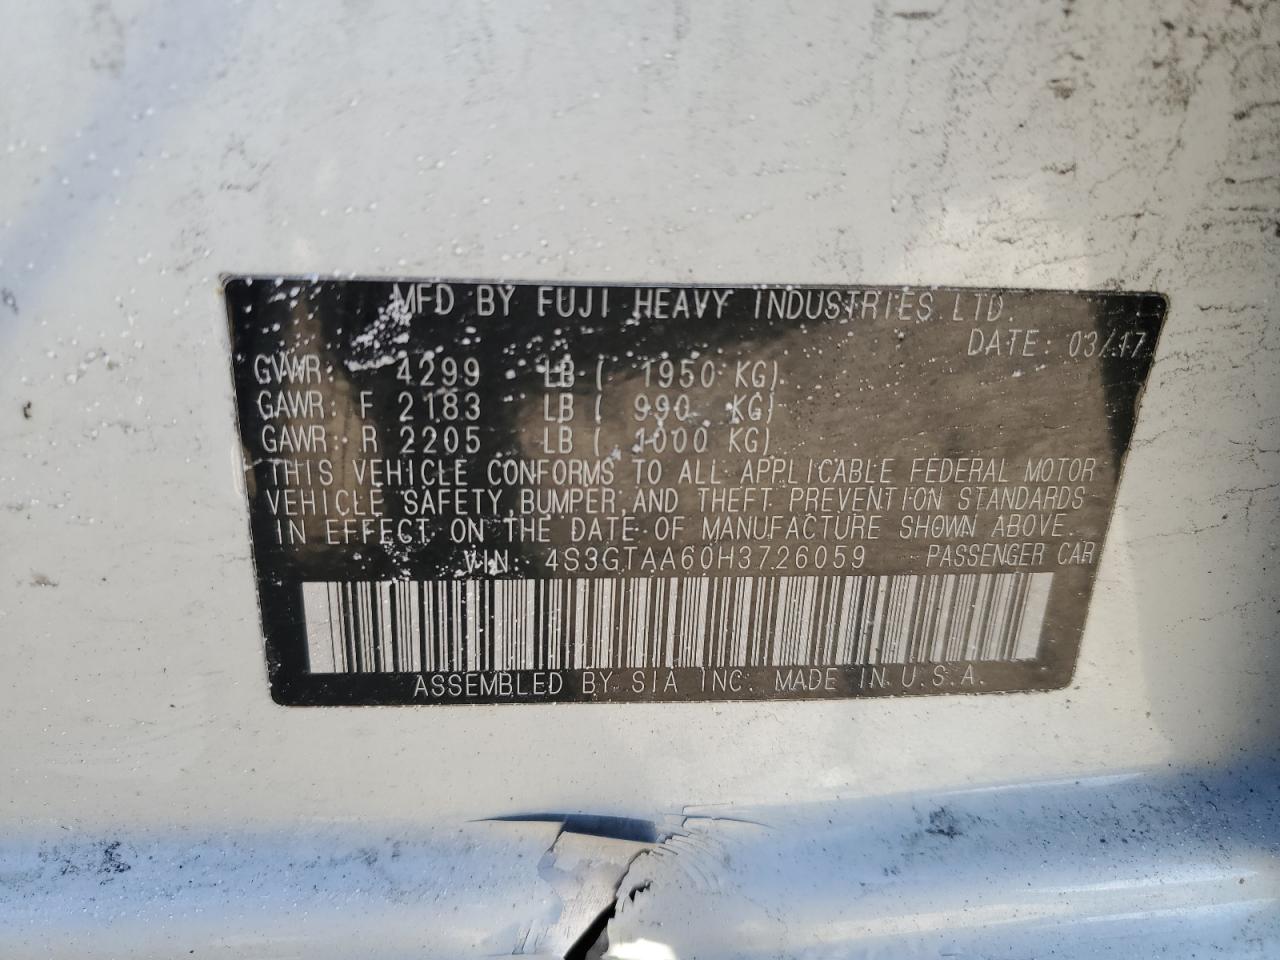 MFD BY FUJI HEAVY INDUSTRIES LTD.
DATE: 03/17
GVWR: 4299 LB ( 1950 KG)
GAWR: F 2183 LB ( 990 KG)
GAWR: R 2205 LB ( 1000 KG)
THIS VEHICLE CONFORMS TO ALL APPLICABLE FEDERAL MOTOR
VEHICLE SAFETY, BUMPER, AND THEFT PREVENTION STANDARDS
IN EFFECT ON THE DATE OF MANUFACTURE SHOWN ABOVE.
VIN: 4S3GTAA60H3726059 PASSENGER CAR
ASSEMBLED BY SIA INC. MADE IN U.S.A.